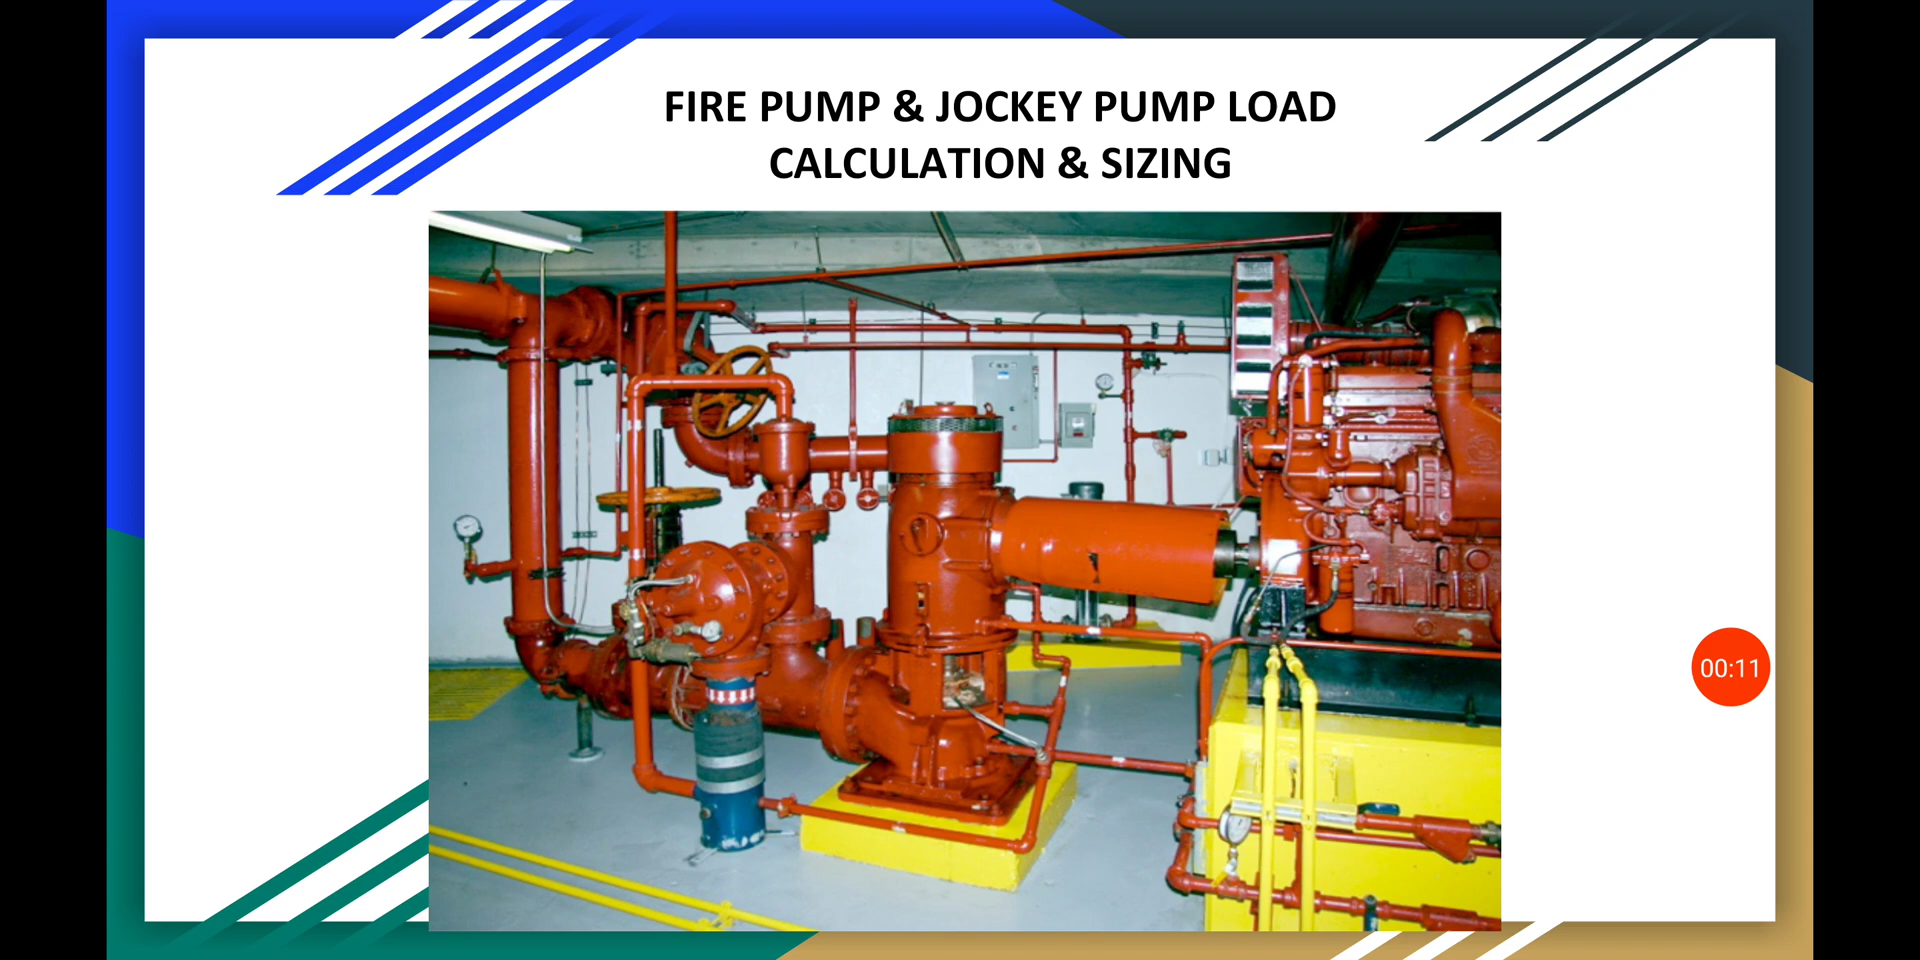 FIRE PUMP & JOCKEY PUMP LOAD
CALCULATION & SIZING
00:11